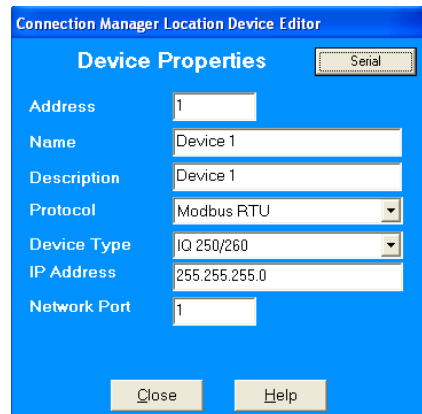 Connection Manager Location Device Editor
Device Properties Serial
Address 1
Name Device 1
Description Device 1
Protocol Modbus RTU
Device Type IQ 250/260
IP Address 255.255.255.0
Network Port 1
Close Help